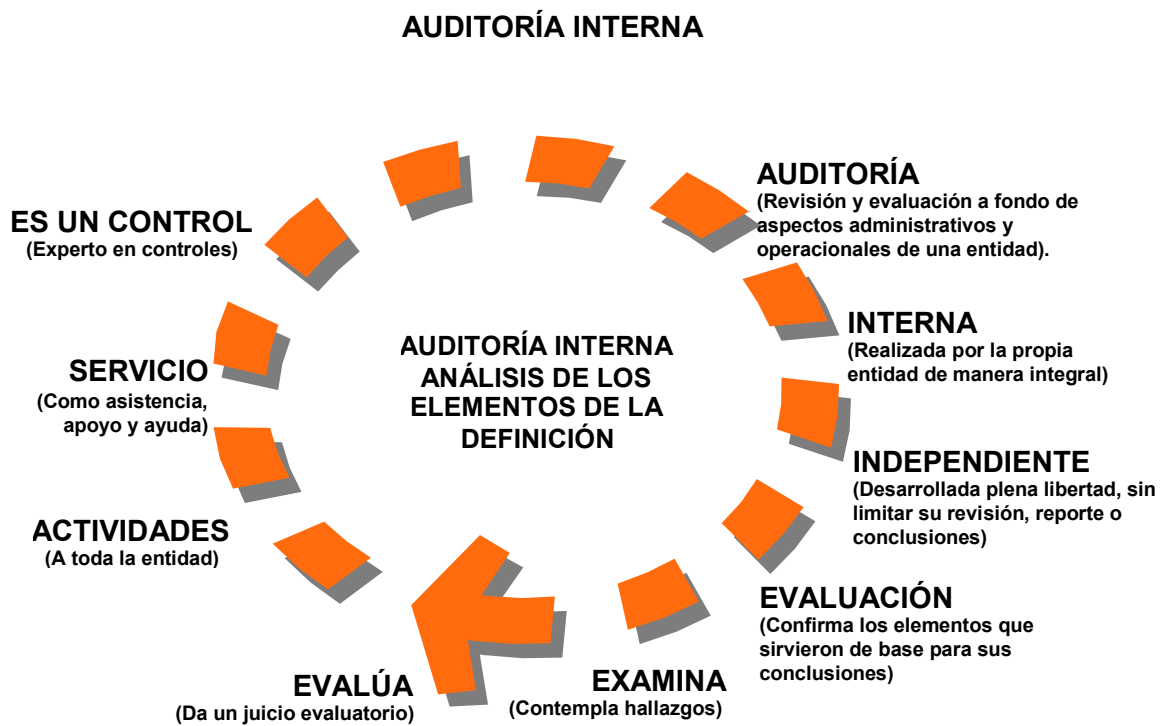 AUDITORÍA INTERNA
AUDITORÍA
(Revisión y evaluación a fondo de
aspectos administrativos y
operacionales de una entidad).
INTERNA
(Realizada por la propia
entidad de manera integral)
INDEPENDIENTE
(Desarrollada plena libertad, sin
limitar su revisión, reporte o
conclusiones)
EVALUACIÓN
(Confirma los elementos que
sirvieron de base para sus
conclusiones)
EXAMINA
(Contempla hallazgos)
EVALÚA
(Da un juicio evaluatorio)
ACTIVIDADES
(A toda la entidad)
SERVICIO
(Como asistencia,
apoyo y ayuda)
ES UN CONTROL
(Experto en controles)
AUDITORÍA INTERNA
ANÁLISIS DE LOS
ELEMENTOS DE LA
DEFINICIÓN